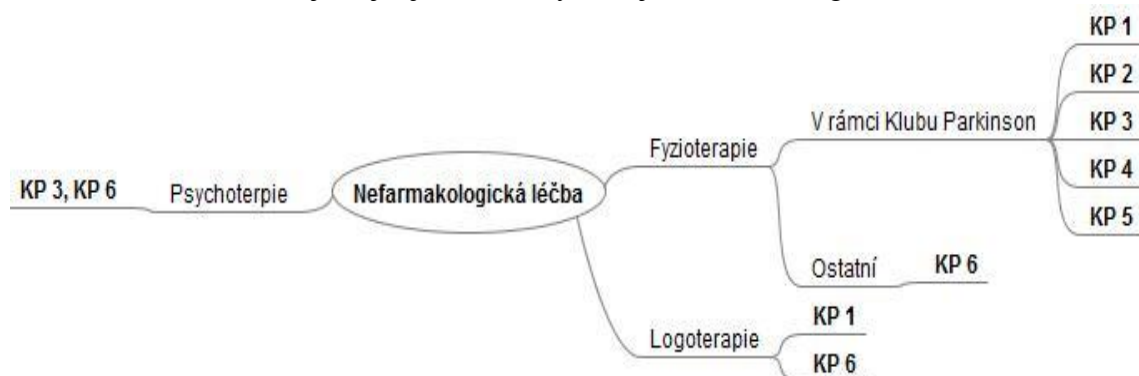 KP 3, KP 6
Psychoterpie
Nefarmakologická léčba
Fyzioterapie
V rámci Klubu Parkinson
KP 1
KP 2
KP 3
KP 4
KP 5
Ostatní
KP 6
Logoterapie
KP 1
KP 6